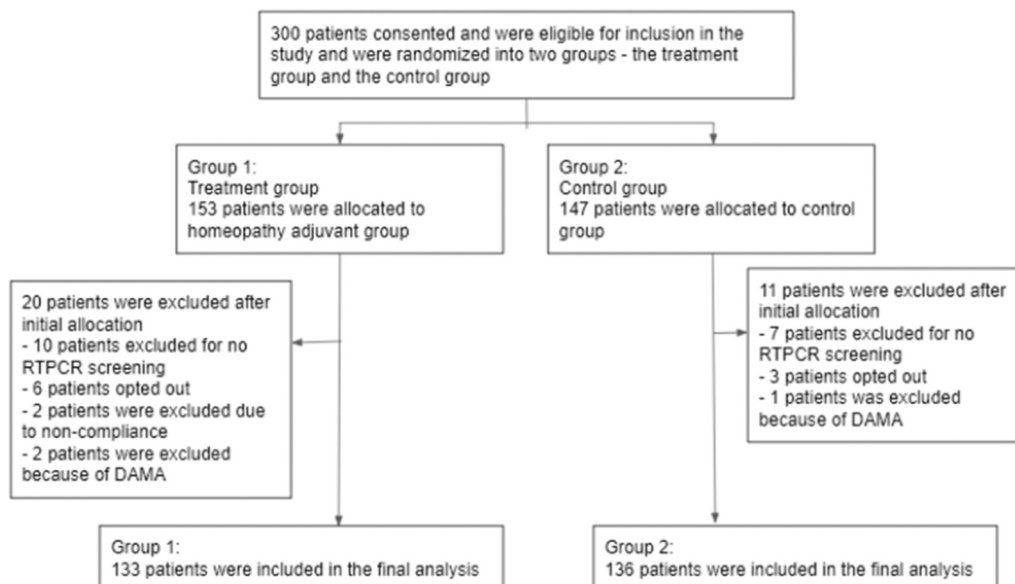 300 patients consented and were eligible for inclusion in the
study and were randomized into two groups - the treatment
group and the control group
Group 1:
Treatment group
153 patients were allocated to
homeopathy adjuvant group
Group 2:
Control group
147 patients were allocated to control
group
20 patients were excluded after
initial allocation
- 10 patients excluded for no
RTPCR screening
- 6 patients opted out
- 2 patients were excluded due
to non-compliance
- 2 patients were excluded
because of DAMA
11 patients were excluded after
initial allocation
- 7 patients excluded for no
RTPCR screening
- 3 patients opted out
- 1 patients was excluded
because of DAMA
Group 1:
133 patients were included in the final analysis
Group 2:
136 patients were included in the final analysis